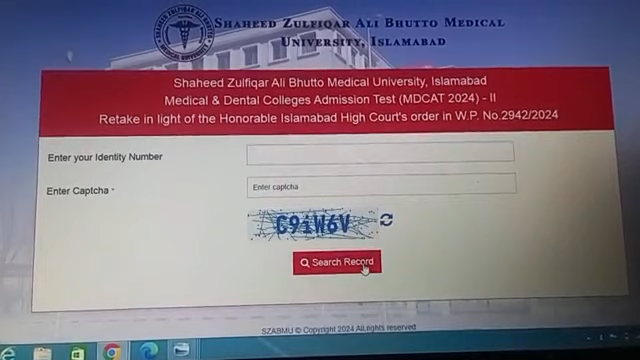 SHAHEED ZULFIQAR ALI BHUTTO MEDICAL
UNIVERSITY, ISLAMABAD
Shaheed Zulfiqar Ali Bhutto Medical University, Islamabad
Medical & Dental Colleges Admission Test (MDCAT 2024) - II
Retake in light of the Honorable Islamabad High Court's order in W.P. No.2942/2024
Enter your Identity Number
Enter Captcha *
Enter captcha
G91W6V
Search Record
SZABMU © Copyright 2024 All rights reserved